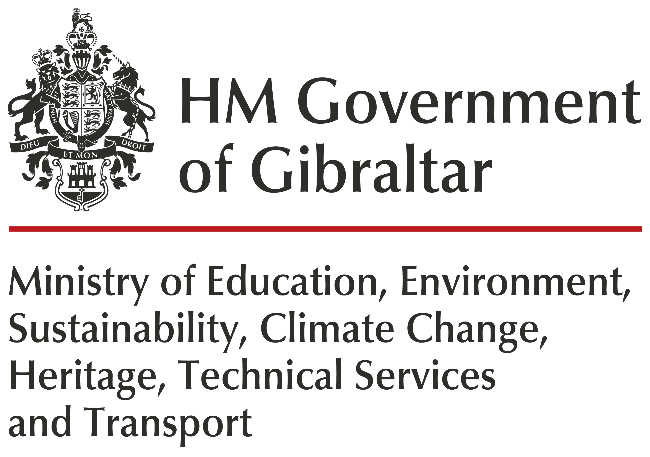 DIEU ET MON DROIT
HM Government
of Gibraltar
Ministry of Education, Environment,
Sustainability, Climate Change,
Heritage, Technical Services
and Transport